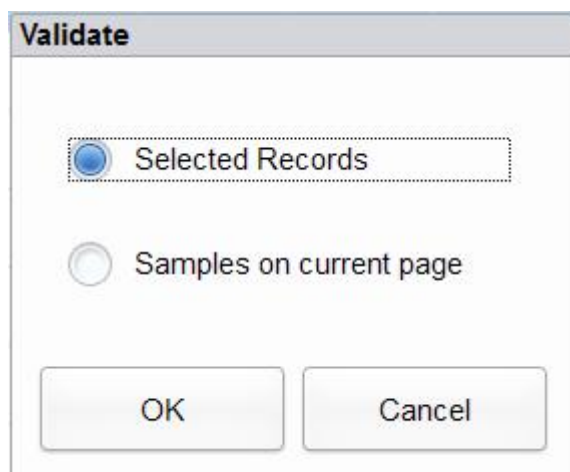 Validate
Selected Records
Samples on current page
OK
Cancel